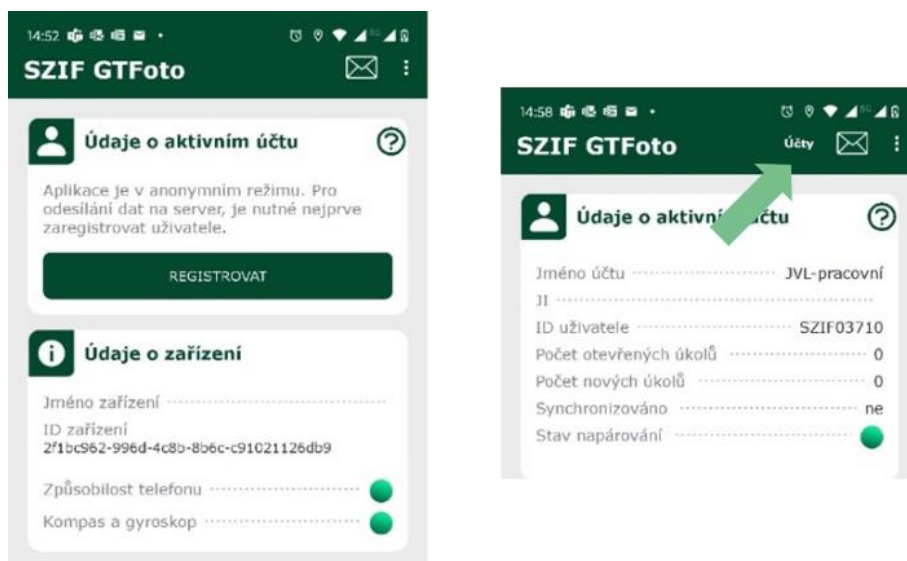 14:52
SZIF GTFoto
Údaje o aktivním účtu
Aplikace je v anonymním režimu. Pro
odesílání dat na server, je nutné nejprve
zaregistrovat uživatele.
REGISTROVAT
Údaje o zařízení
Jméno zařízení
ID zařízení
2f1bc962-996d-4c8b-8b6c-c91021126db9
Způsobilost telefonu
Kompas a gyroskop
14:58
SZIF GTFoto Účty
Údaje o aktivní čtu
Jméno účtu JVL-pracovní
JI
ID uživatele SZIF03710
Počet otevřených úkolů 0
Počet nových úkolů 0
Synchronizováno ne
Stav napárování